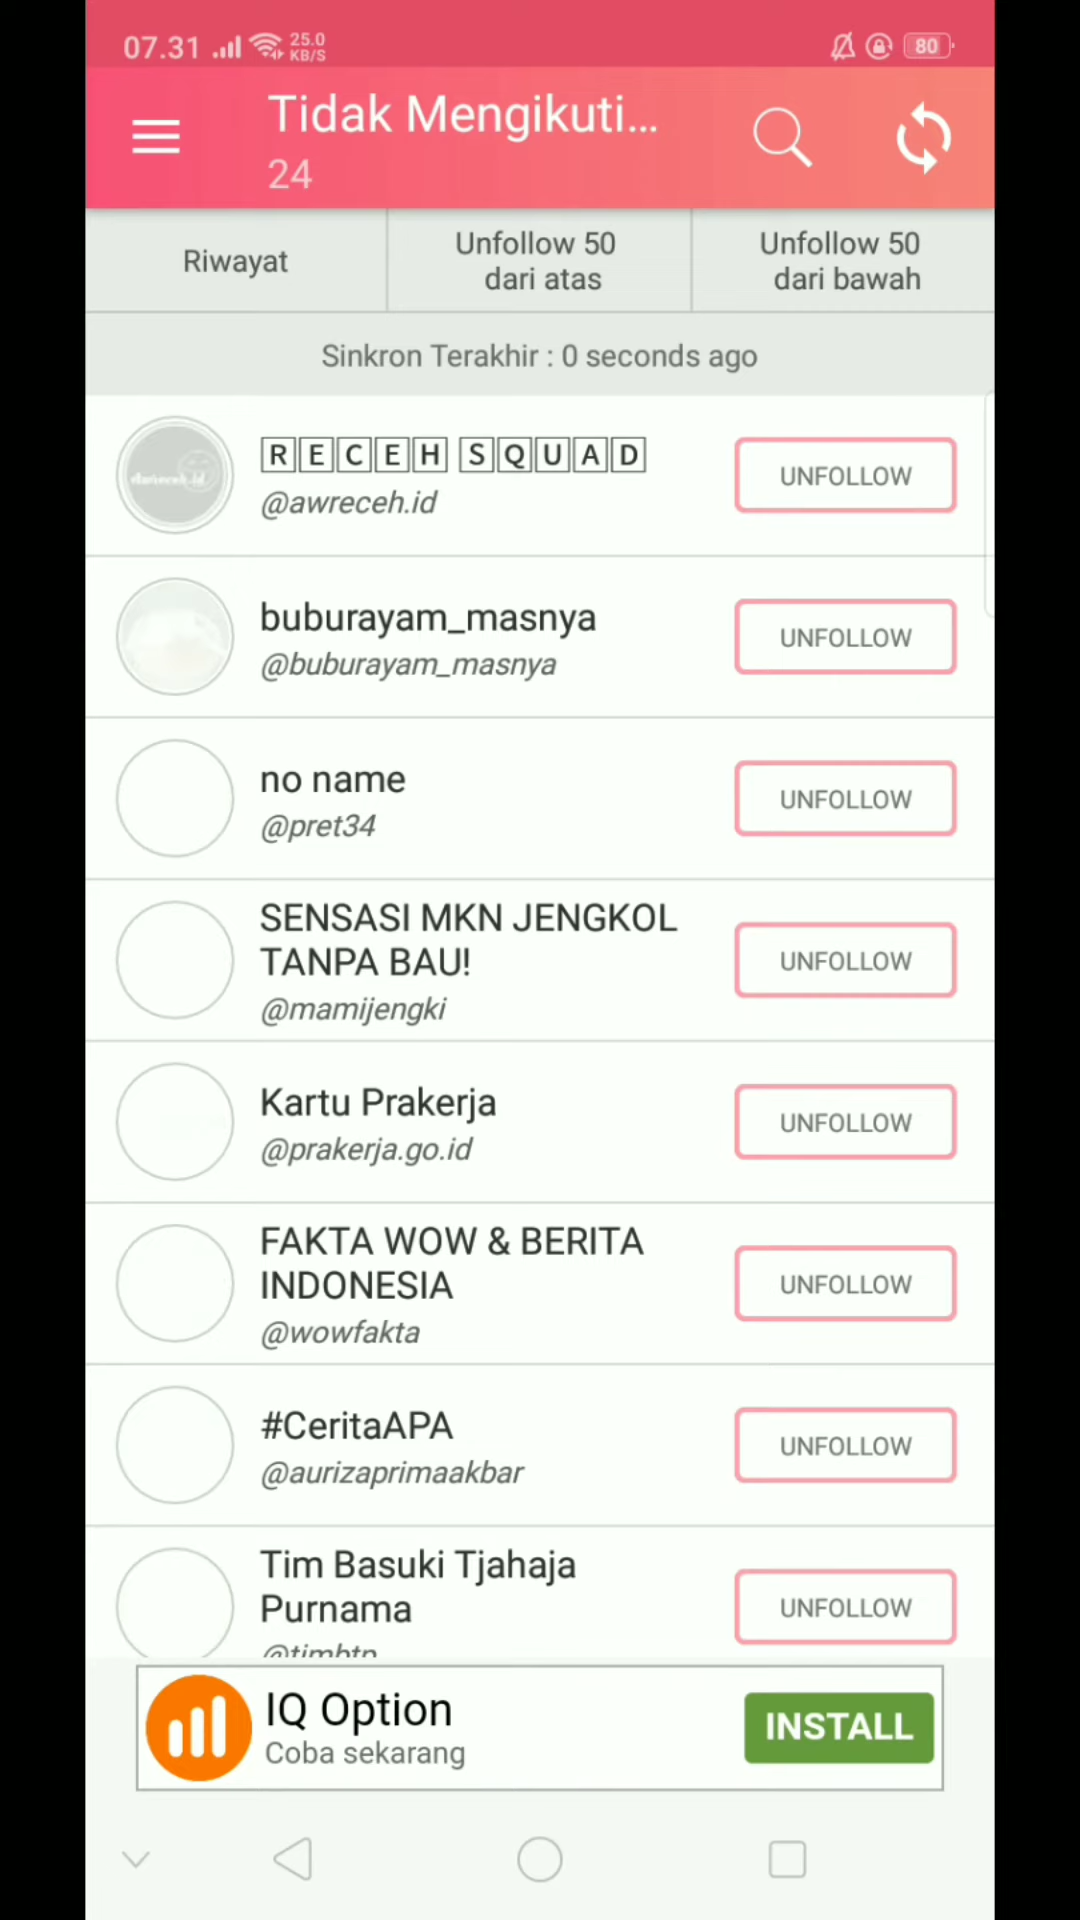 07.31 25.0 KB/S 80
Tidak Mengikuti...
24
Riwayat
Unfollow 50 dari atas
Unfollow 50 dari bawah
Sinkron Terakhir : 0 seconds ago
🅁🄴🄲🄴🄷 🅂🅀🅄🄰🄳
@awreceh.id
UNFOLLOW
buburayam_masnya
@buburayam_masnya
UNFOLLOW
no name
@pret34
UNFOLLOW
SENSASI MKN JENGKOL
TANPA BAU!
@mamijengki
UNFOLLOW
Kartu Prakerja
@prakerja.go.id
UNFOLLOW
FAKTA WOW & BERITA
INDONESIA
@wowfakta
UNFOLLOW
#CeritaAPA
@aurizaprimaakbar
UNFOLLOW
Tim Basuki Tjahaja
Purnama
@timbtp
UNFOLLOW
IQ Option
Coba sekarang
INSTALL